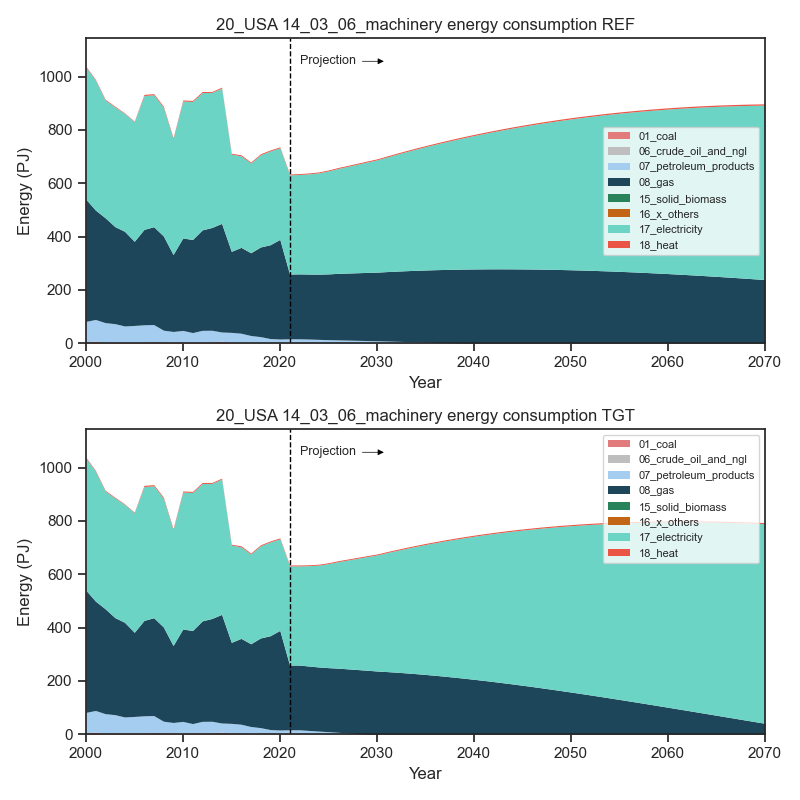 20_USA 14_03_06_machinery energy consumption REF
Energy (PJ)
1000
800
600
400
200
0
Projection
01_coal
06_crude_oil_and_ngl
07_petroleum_products
08_gas
15_solid_biomass
16_x_others
17_electricity
18_heat
2000 2010 2020 2030 2040 2050 2060 2070
Year
20_USA 14_03_06_machinery energy consumption TGT
Energy (PJ)
1000
800
600
400
200
0
Projection
01_coal
06_crude_oil_and_ngl
07_petroleum_products
08_gas
15_solid_biomass
16_x_others
17_electricity
18_heat
2000 2010 2020 2030 2040 2050 2060 2070
Year